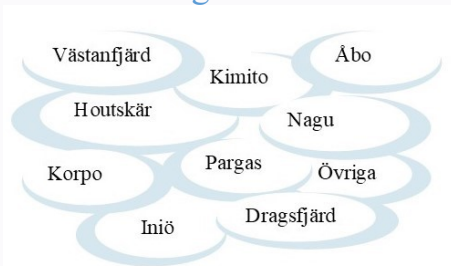 Västanfjärd
Åbo
Kimito
Houtskär
Nagu
Pargas
Korpo
Övriga
Dragsfjärd
Iniö